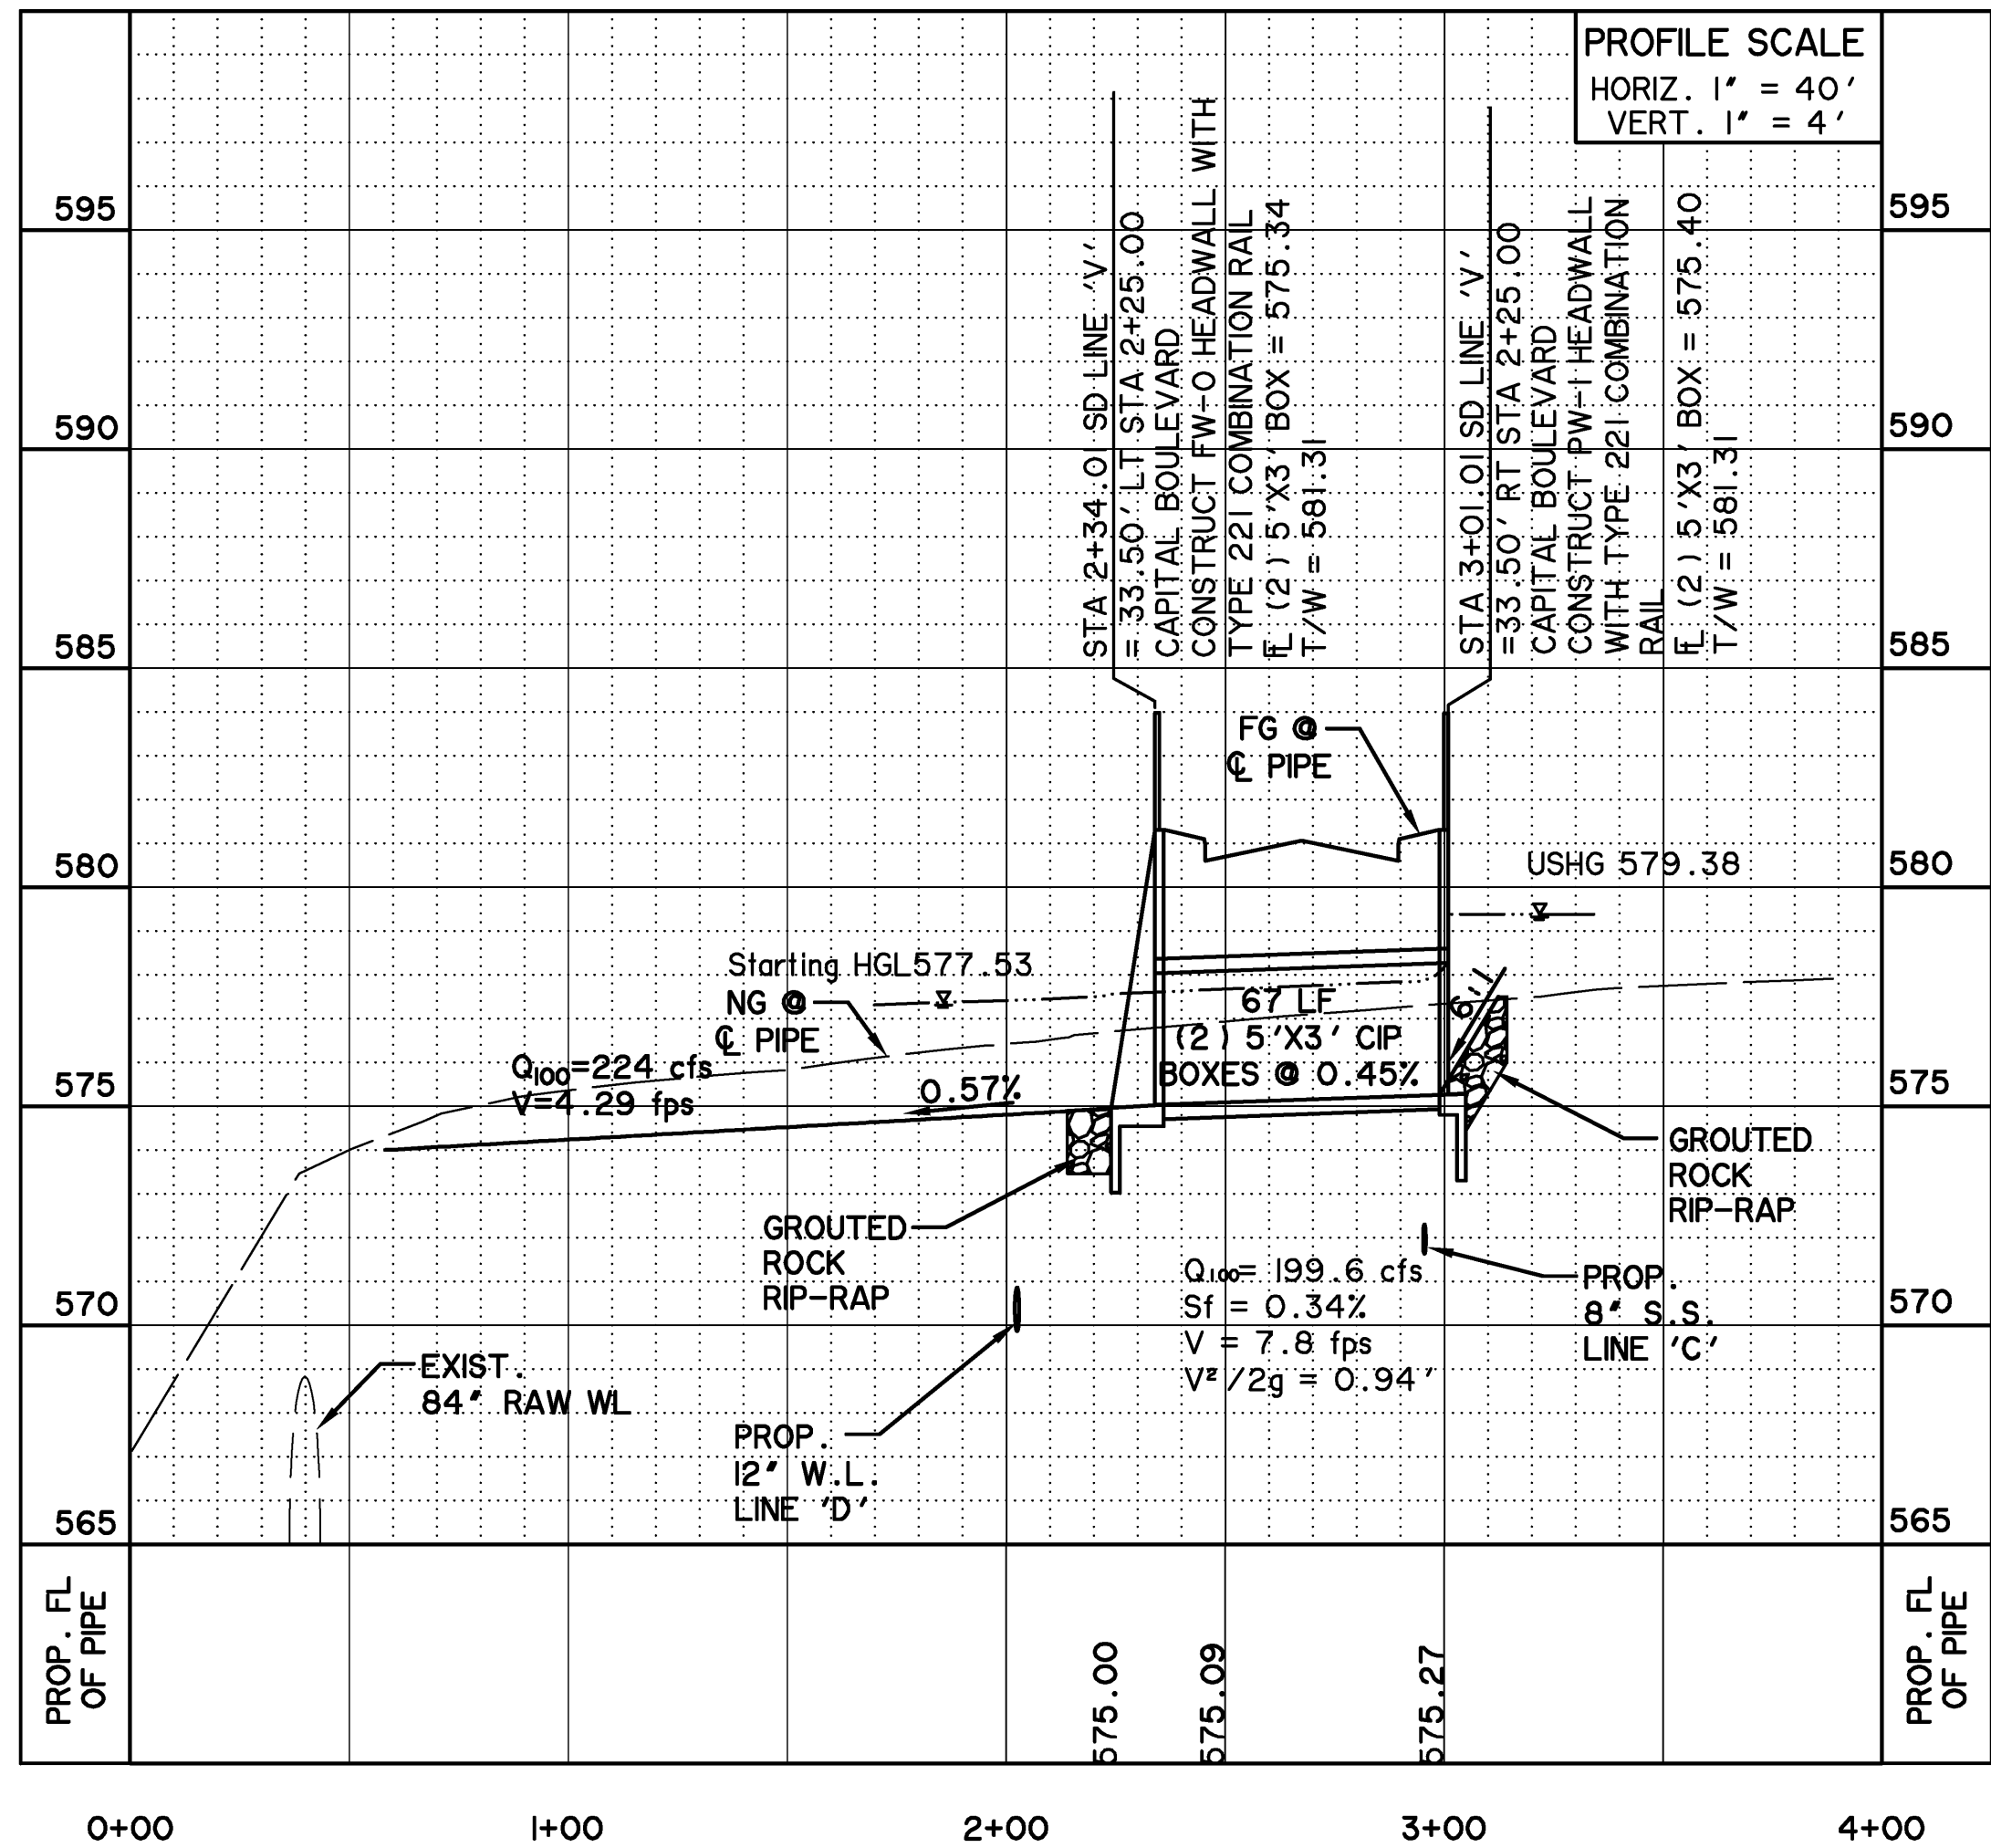 PROFILE SCALE
HORIZ. 1" = 40'
VERT. 1" = 4'
595
590
585
580
575
570
565
595
590
585
580
575
570
565
STA 2+34.01 SD LINE 'V'
= 33.50' LT STA 2+25.00
CAPITAL BOULEVARD
CONSTRUCT FW-0 HEADWALL WITH
TYPE 221 COMBINATION RAIL
FL (2) 5'X3' BOX = 575.34
T/W = 581.31
STA 3+01.01 SD LINE 'V'
=33.50' RT STA 2+25.00
CAPITAL BOULEVARD
CONSTRUCT PW-1 HEADWALL
WITH TYPE 221 COMBINATION
RAIL
FL (2) 5'X3' BOX = 575.40
T/W = 581.31
FG @
℄ PIPE
USHG 579.38
Starting HGL577.53
NG @
℄ PIPE
67 LF
(2) 5'X3' CIP
BOXES @ 0.45%
6:1
Q100=224 cfs
V=4.29 fps
0.57%
GROUTED
ROCK
RIP-RAP
GROUTED
ROCK
RIP-RAP
Q100= 199.6 cfs
Sf = 0.34%
V = 7.8 fps
V²/2g = 0.94'
PROP.
8" S.S.
LINE 'C'
EXIST.
84" RAW WL
PROP.
12" W.L.
LINE 'D'
PROP. FL
OF PIPE
575.00
575.09
575.27
PROP. FL
OF PIPE
0+00
1+00
2+00
3+00
4+00